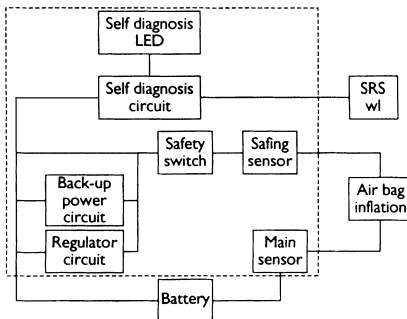 Self diagnosis
LED
Self diagnosis
circuit
SRS
wl
Safety
switch
Safing
sensor
Back-up
power
circuit
Air bag
inflation
Regulator
circuit
Main
sensor
Battery